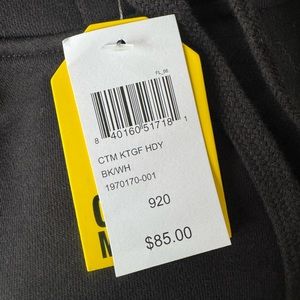 FL_06
8 40160 51718 1
CTM KTGF HDY
BK/WH
1970170-001
920
$85.00